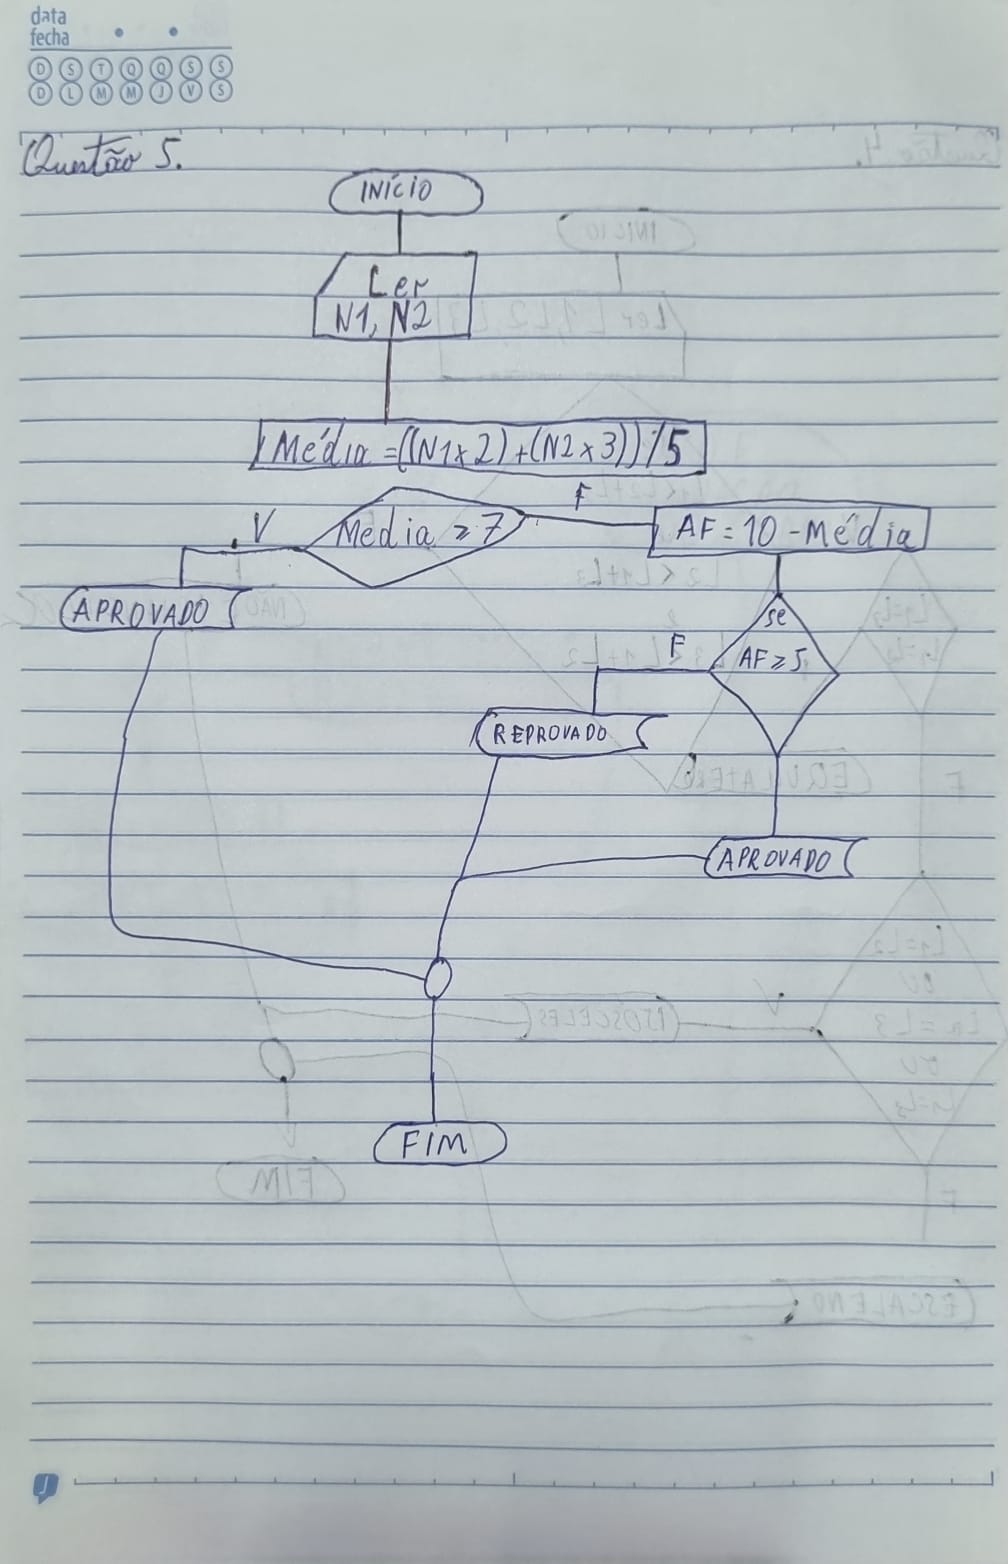 data
fecha
D S T Q Q S S
D L M M J V S
Questão 5.
INÍCIO
Ler
N1, N2
Média = ((N1x2)+(N2x3))/5
V
Média ≥ 7
F
AF = 10 - Média
APROVADO
se
AF ≥ 5
F
REPROVADO
APROVADO
FIM